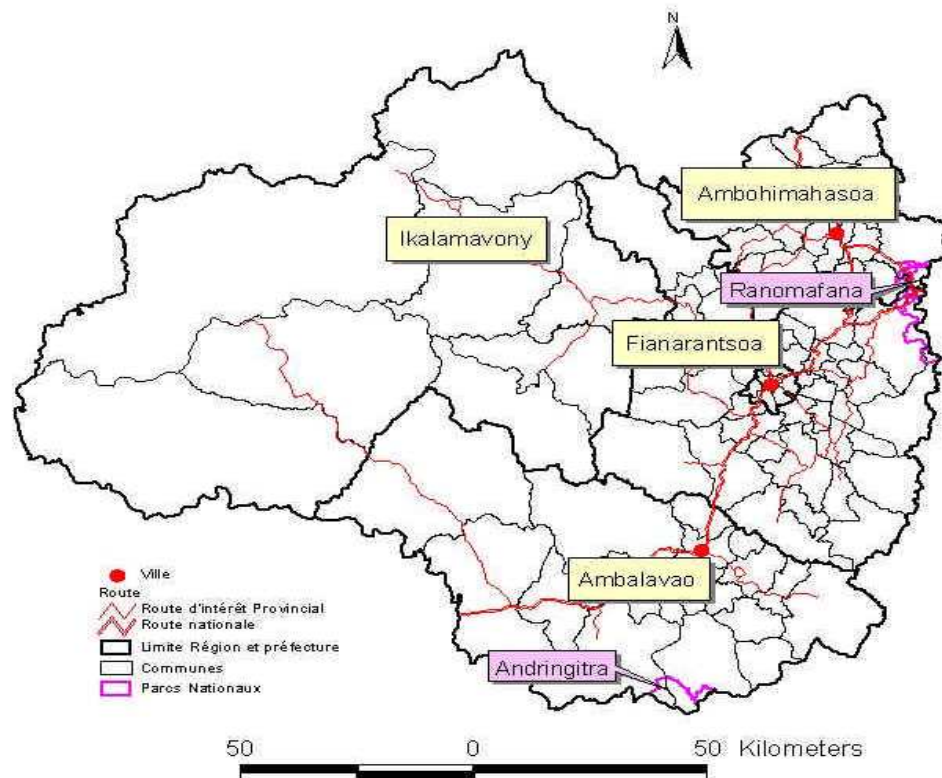 N
Ambohimahasoa
Ikalamavony
Ranomafana
Fianarantsoa
Ambalavao
Andringitra
Ville
Route
Route d'intérêt Provincial
Route nationale
Limite Région et préfecture
Communes
Parcs Nationaux
50 0 50 Kilometers